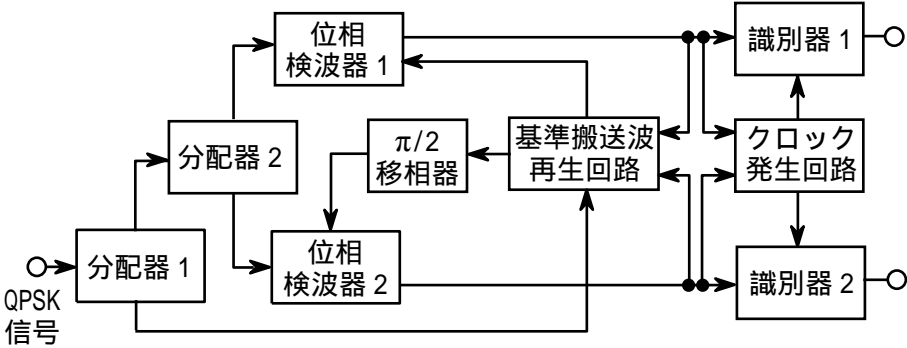 QPSK
信号
分配器 1
分配器 2
位相
検波器 1
π/2
移相器
位相
検波器 2
基準搬送波
再生回路
識別器 1
クロック
発生回路
識別器 2